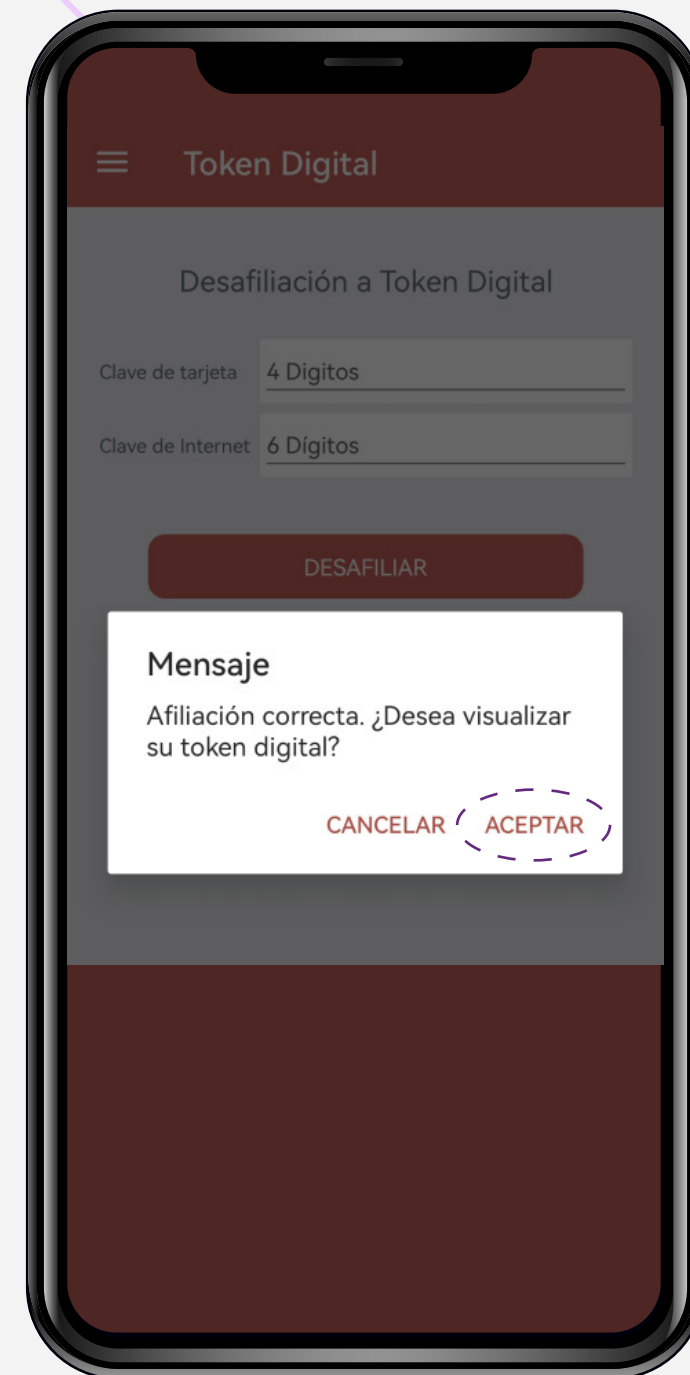 Token Digital
Desafiliación a Token Digital
Clave de tarjeta 4 Digitos
Clave de Internet 6 Dígitos
DESAFILIAR
Mensaje
Afiliación correcta. ¿Desea visualizar
su token digital?
CANCELAR ACEPTAR